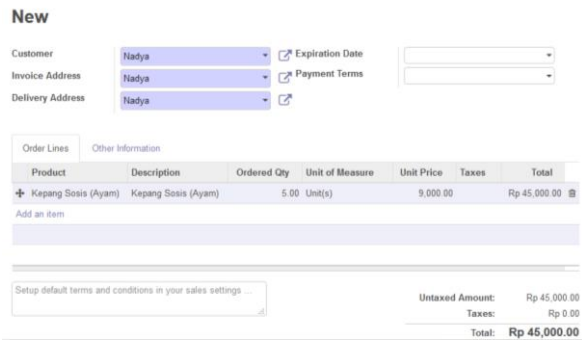 New
Customer Nadya Expiration Date
Invoice Address Nadya Payment Terms
Delivery Address Nadya
Order Lines Other Information
Product Description Ordered Qty Unit of Measure Unit Price Taxes Total
Kepang Sosis (Ayam) Kepang Sosis (Ayam) 5.00 Unit(s) 9,000.00 Rp 45,000.00
Add an item
Setup default terms and conditions in your sales settings ...
Untaxed Amount: Rp 45,000.00
Taxes: Rp 0.00
Total: Rp 45,000.00